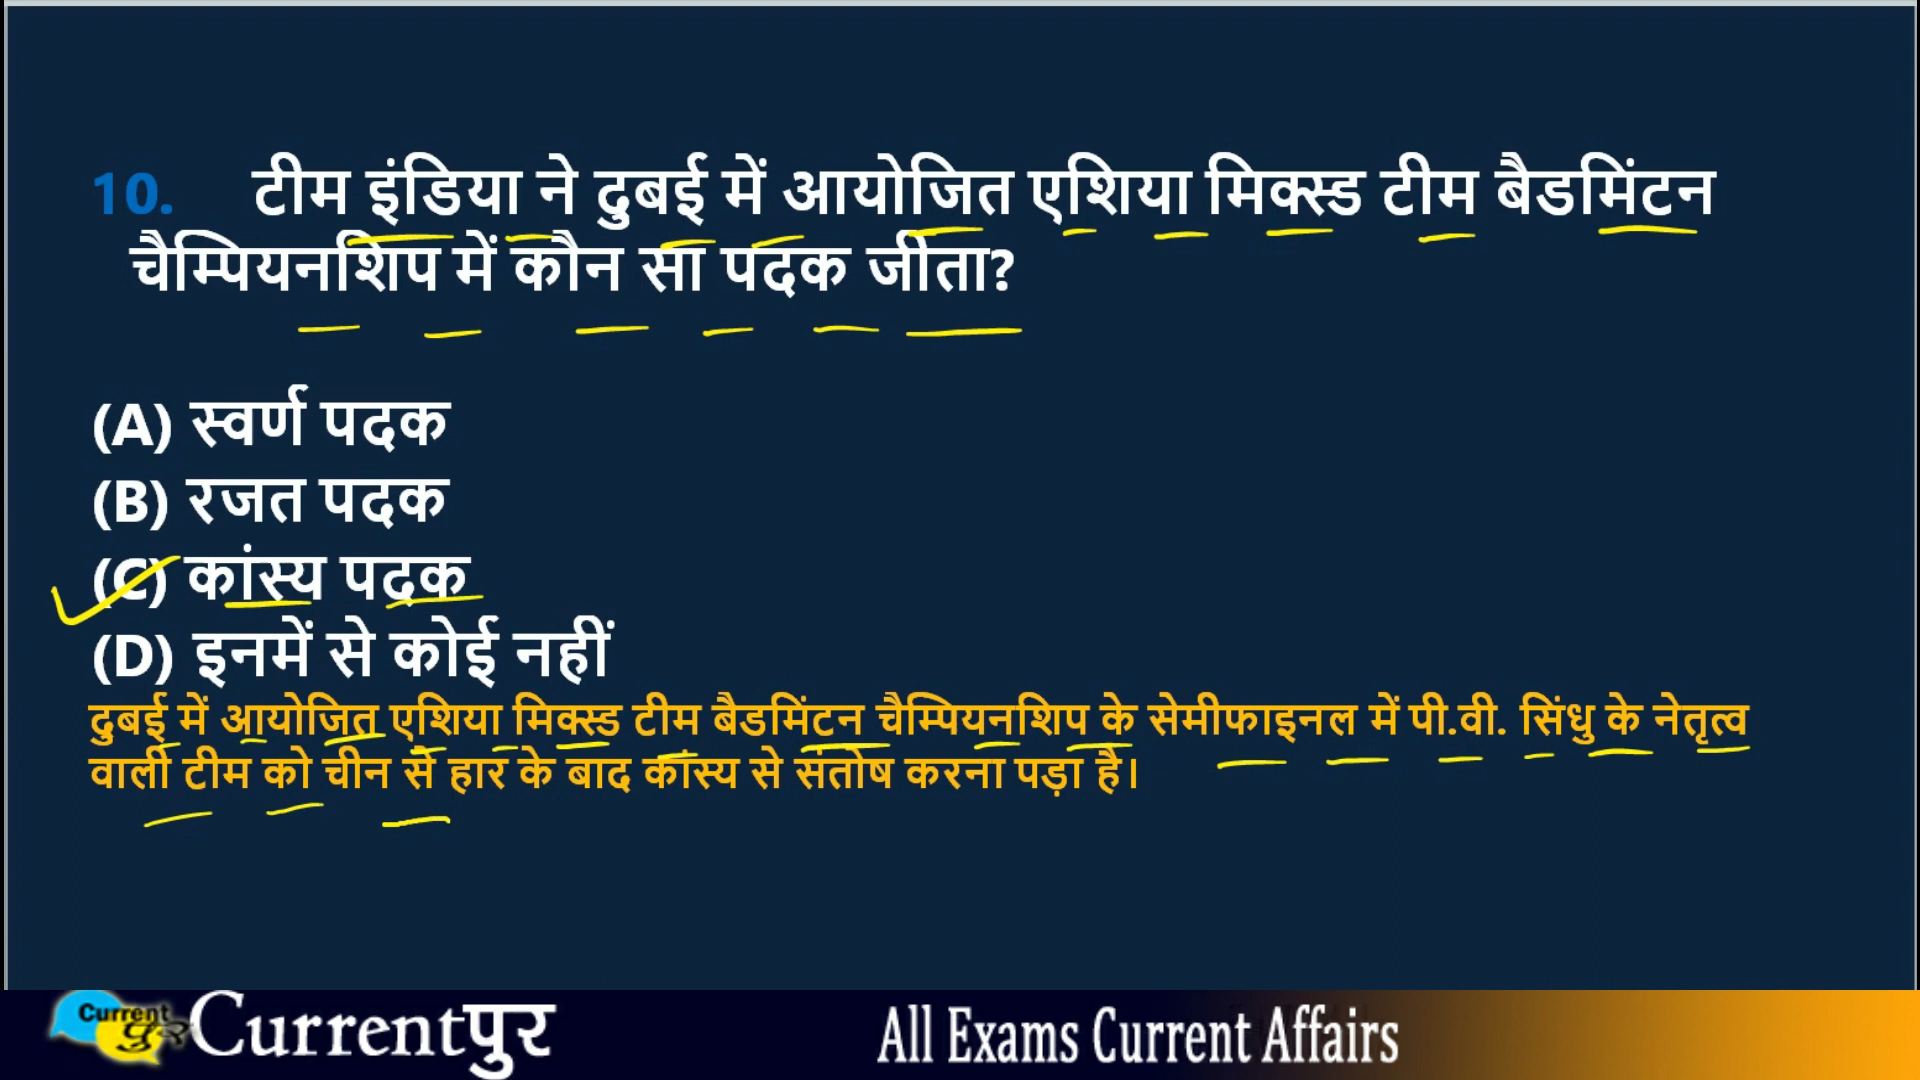 10. टीम इंडिया ने दुबई में आयोजित एशिया मिक्स्ड टीम बैडमिंटन
चैम्पियनशिप में कौन सा पदक जीता?
(A) स्वर्ण पदक
(B) रजत पदक
(C) कांस्य पदक
(D) इनमें से कोई नहीं
दुबई में आयोजित एशिया मिक्स्ड टीम बैडमिंटन चैम्पियनशिप के सेमीफाइनल में पी.वी. सिंधु के नेतृत्व
वाली टीम को चीन से हार के बाद कांस्य से संतोष करना पड़ा है।
Current
पुर
Currentपुर
All Exams Current Affairs